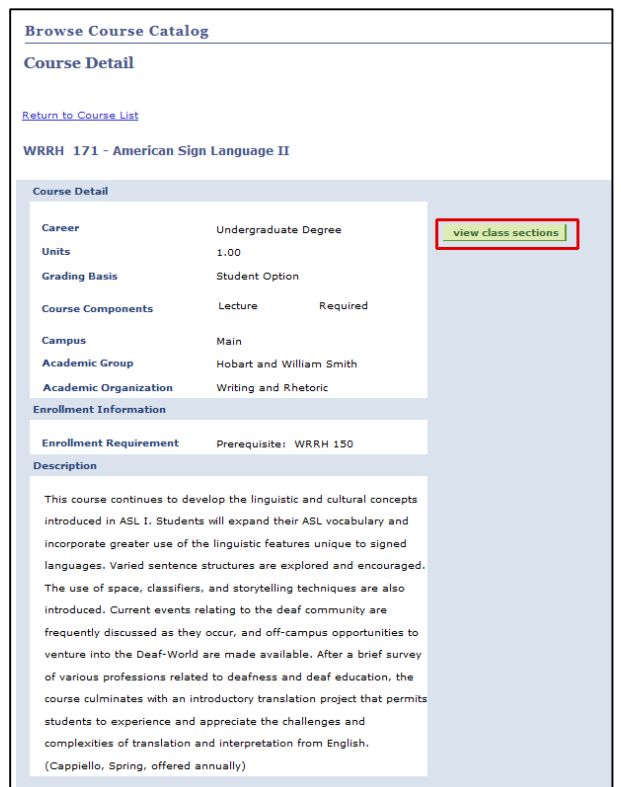 Browse Course Catalog
Course Detail
Return to Course List
WRRH 171 - American Sign Language II
Course Detail
Career Undergraduate Degree
view class sections
Units 1.00
Grading Basis Student Option
Course Components Lecture Required
Campus Main
Academic Group Hobart and William Smith
Academic Organization Writing and Rhetoric
Enrollment Information
Enrollment Requirement Prerequisite: WRRH 150
Description
This course continues to develop the linguistic and cultural concepts
introduced in ASL I. Students will expand their ASL vocabulary and
incorporate greater use of the linguistic features unique to signed
languages. Varied sentence structures are explored and encouraged.
The use of space, classifiers, and storytelling techniques are also
introduced. Current events relating to the deaf community are
frequently discussed as they occur, and off-campus opportunities to
venture into the Deaf-World are made available. After a brief survey
of various professions related to deafness and deaf education, the
course culminates with an introductory translation project that permits
students to experience and appreciate the challenges and
complexities of translation and interpretation from English.
(Cappiello, Spring, offered annually)